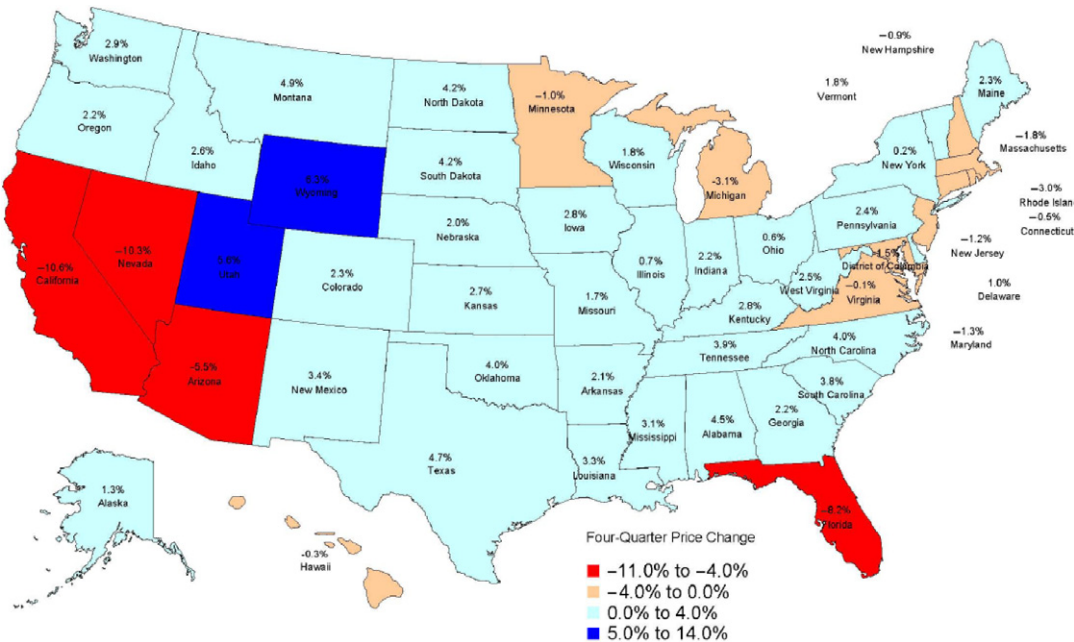 −0.9%
New Hampshire
2.9%
Washington
1.8%
Vermont
2.3%
Maine
4.9%
Montana
4.2%
North Dakota
−1.0%
Minnesota
2.2%
Oregon
2.6%
Idaho
−1.8%
Massachusetts
0.2%
New York
1.8%
Wisconsin
4.2%
South Dakota
Wyoming
-3.1%
Michigan
−3.0%
Rhode Islan
−0.5%
Connecticut
2.4%
Pennsylvania
2.0%
Nebraska
2.8%
Iowa
0.6%
Ohio
−1.2%
New Jersey
−10.3%
Nevada
−10.6%
California
Utah
2.3%
Colorado
0.7%
Illinois
2.2%
Indiana
−1.5%
District of Columbia
2.5%
West Virginia
−0.1%
Virginia
1.0%
Delaware
2.7%
Kansas
1.7%
Missouri
2.8%
Kentucky
−1.3%
Maryland
4.0%
North Carolina
3.9%
Tennessee
-5.5%
Arizona
3.4%
New Mexico
4.0%
Oklahoma
2.1%
Arkansas
3.8%
South Carolina
2.2%
Georgia
4.5%
Alabama
3.1%
Mississippi
4.7%
Texas
3.3%
Louisiana
1.3%
Alaska
Florida
-0.3%
Hawaii
Four-Quarter Price Change
−11.0% to −4.0%
−4.0% to 0.0%
0.0% to 4.0%
5.0% to 14.0%